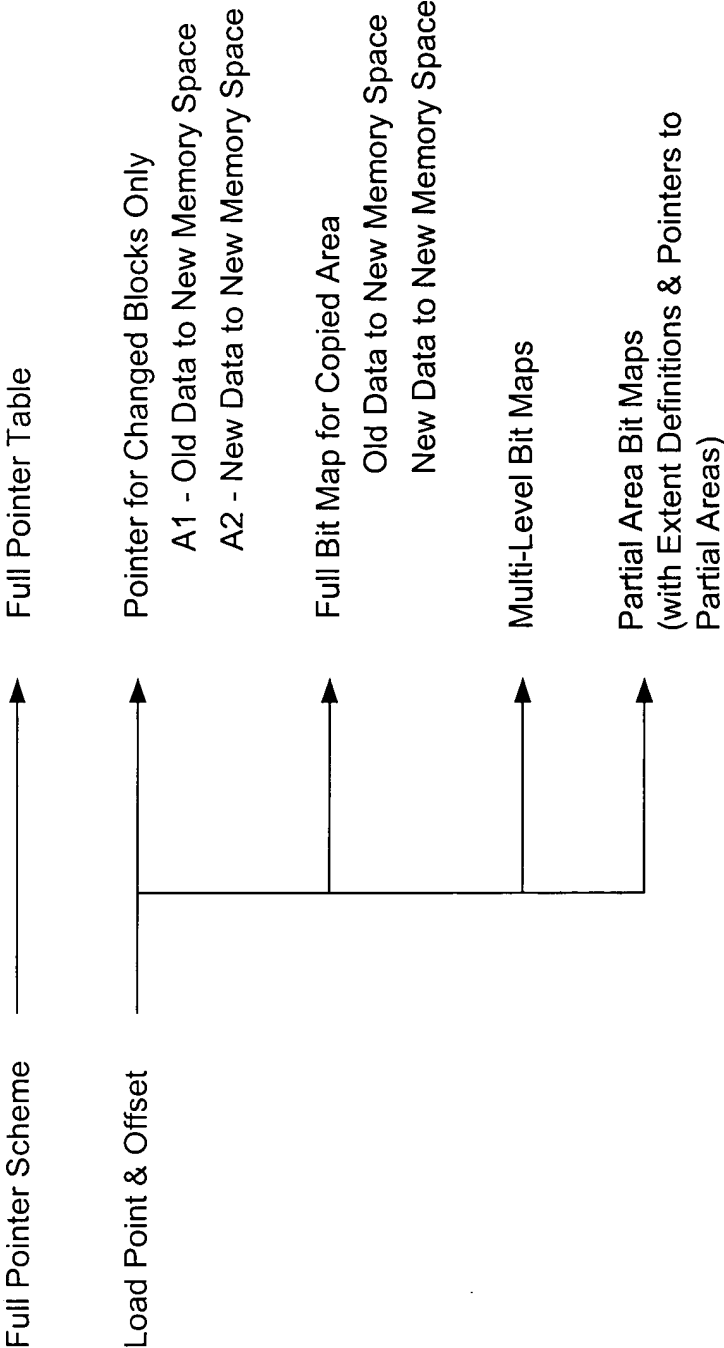 Full Pointer Scheme
Full Pointer Table
Load Point & Offset
Pointer for Changed Blocks Only
A1 - Old Data to New Memory Space
A2 - New Data to New Memory Space
Full Bit Map for Copied Area
Old Data to New Memory Space
New Data to New Memory Space
Multi-Level Bit Maps
Partial Area Bit Maps
(with Extent Definitions & Pointers to
Partial Areas)